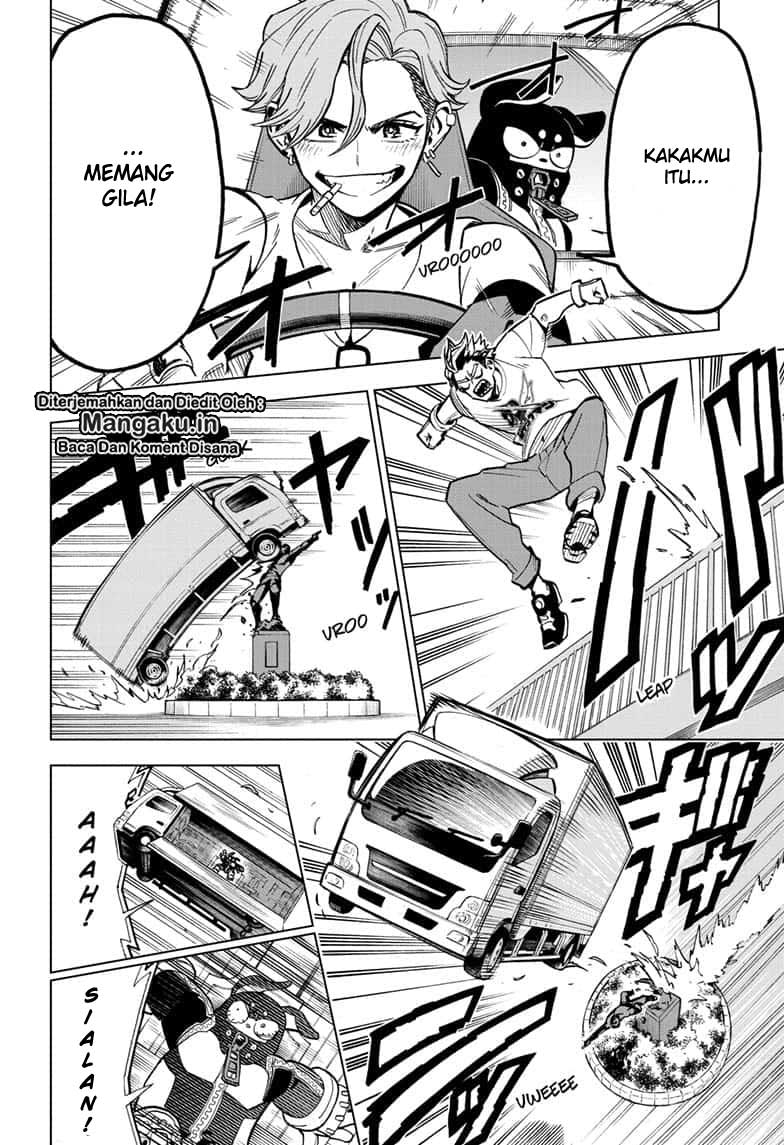 KAKAKMU
ITU...
...
MEMANG
GILA!
VROOOOOO
Diterjemahkan dan Diedit Oleh :
Mangaku.in
Baca Dan Koment Disana
VROO
LEAP
AAAH!
SIALAN!
VWEEEE